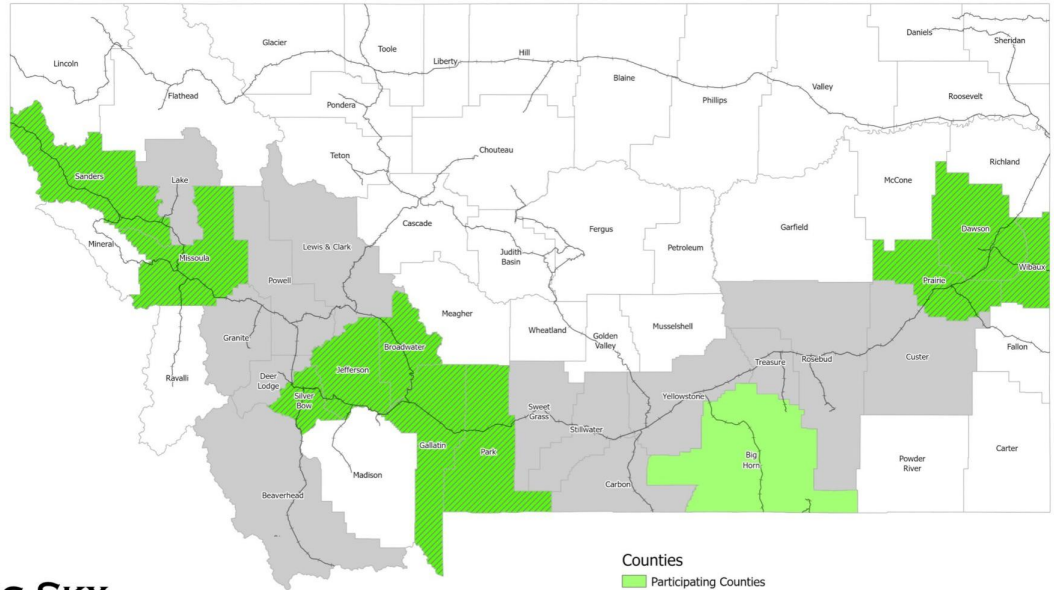 Lincoln
Glacier
Toole
Liberty
Hill
Blaine
Daniels
Sheridan
Flathead
Pondera
Phillips
Valley
Roosevelt
Teton
Chouteau
Richland
McCone
Sanders
Lake
Cascade
Fergus
Garfield
Dawson
Mineral
Missoula
Lewis & Clark
Judith
Basin
Petroleum
Wibaux
Powell
Prairie
Meagher
Wheatland
Golden
Valley
Musselshell
Granite
Broadwater
Fallon
Ravalli
Deer
Lodge
Jefferson
Treasure
Rosebud
Custer
Silver
Bow
Yellowstone
Sweet
Grass
Stillwater
Gallatin
Park
Big
Horn
Powder
River
Carter
Madison
Carbon
Beaverhead
Counties
Participating Counties